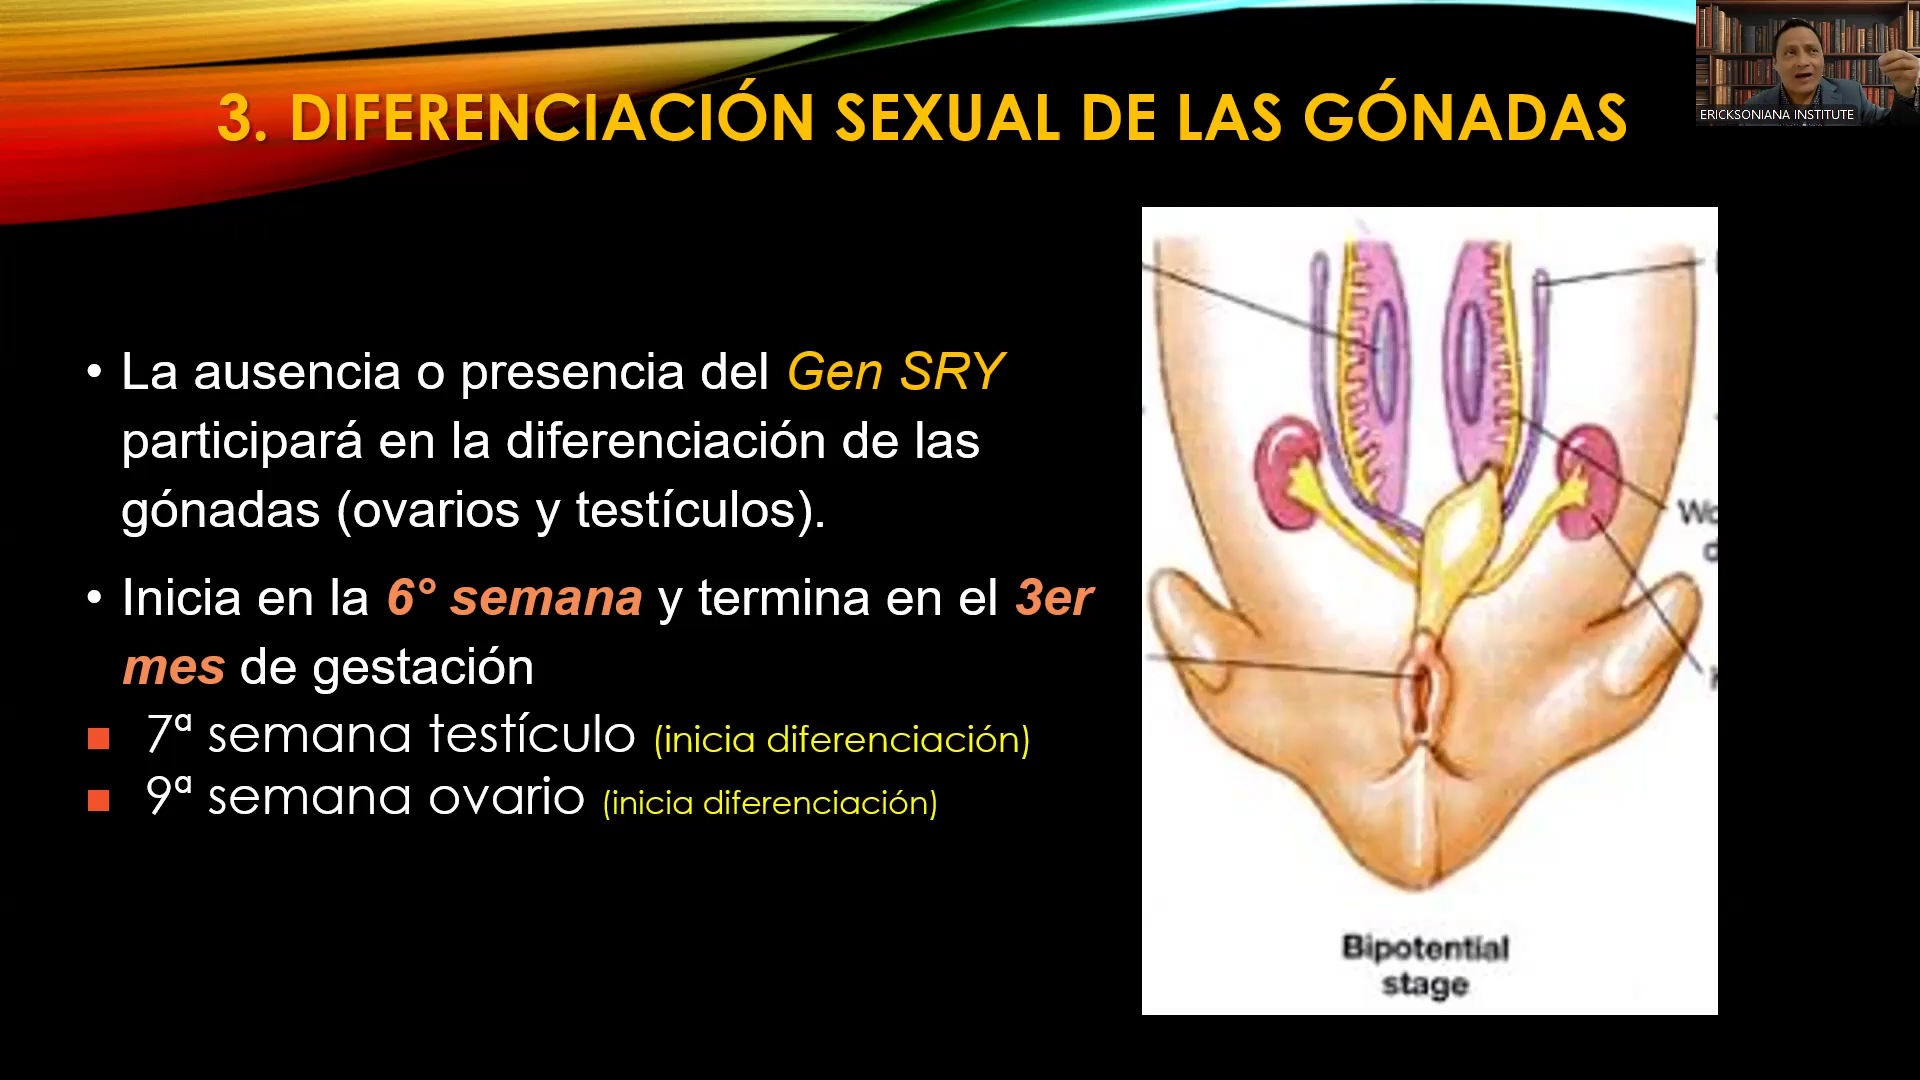 3. DIFERENCIACIÓN SEXUAL DE LAS GÓNADAS
ERICKSONIANA INSTITUTE
• La ausencia o presencia del Gen SRY
participará en la diferenciación de las
gónadas (ovarios y testículos).
• Inicia en la 6° semana y termina en el 3er
mes de gestación
■ 7ª semana testículo (inicia diferenciación)
■ 9ª semana ovario (inicia diferenciación)
Bipotential
stage